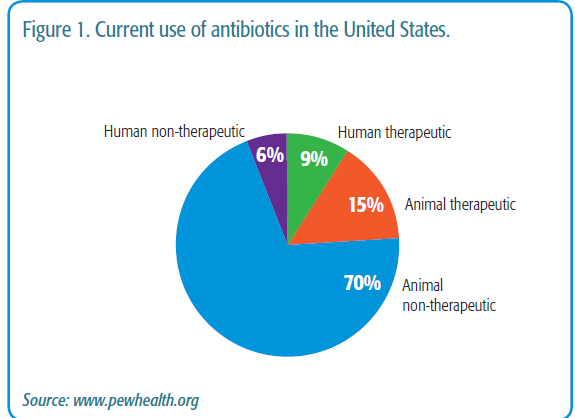 Figure 1. Current use of antibiotics in the United States.
Human non-therapeutic
Human therapeutic
6%
9%
15%
Animal therapeutic
70%
Animal
non-therapeutic
Source: www.pewhealth.org